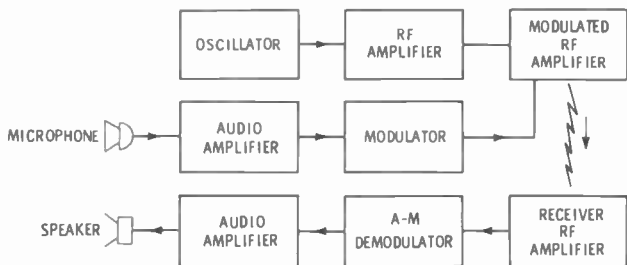 OSCILLATOR
RF
AMPLIFIER
MODULATED
RF
AMPLIFIER
MICROPHONE
AUDIO
AMPLIFIER
MODULATOR
SPEAKER
AUDIO
AMPLIFIER
A-M
DEMODULATOR
RECEIVER
RF
AMPLIFIER